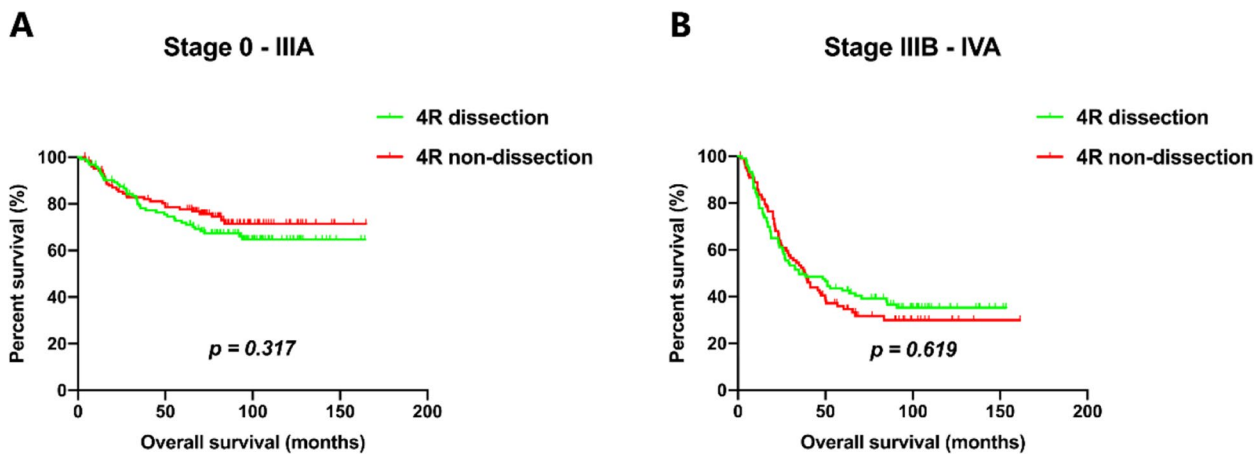 A
Stage 0 - IIIA
4R dissection
4R non-dissection
Percent survival (%)
100
80
60
40
20
0
p = 0.317
0 50 100 150 200
Overall survival (months)
B
Stage IIIB - IVA
4R dissection
4R non-dissection
Percent survival (%)
100
80
60
40
20
0
p = 0.619
0 50 100 150 200
Overall survival (months)